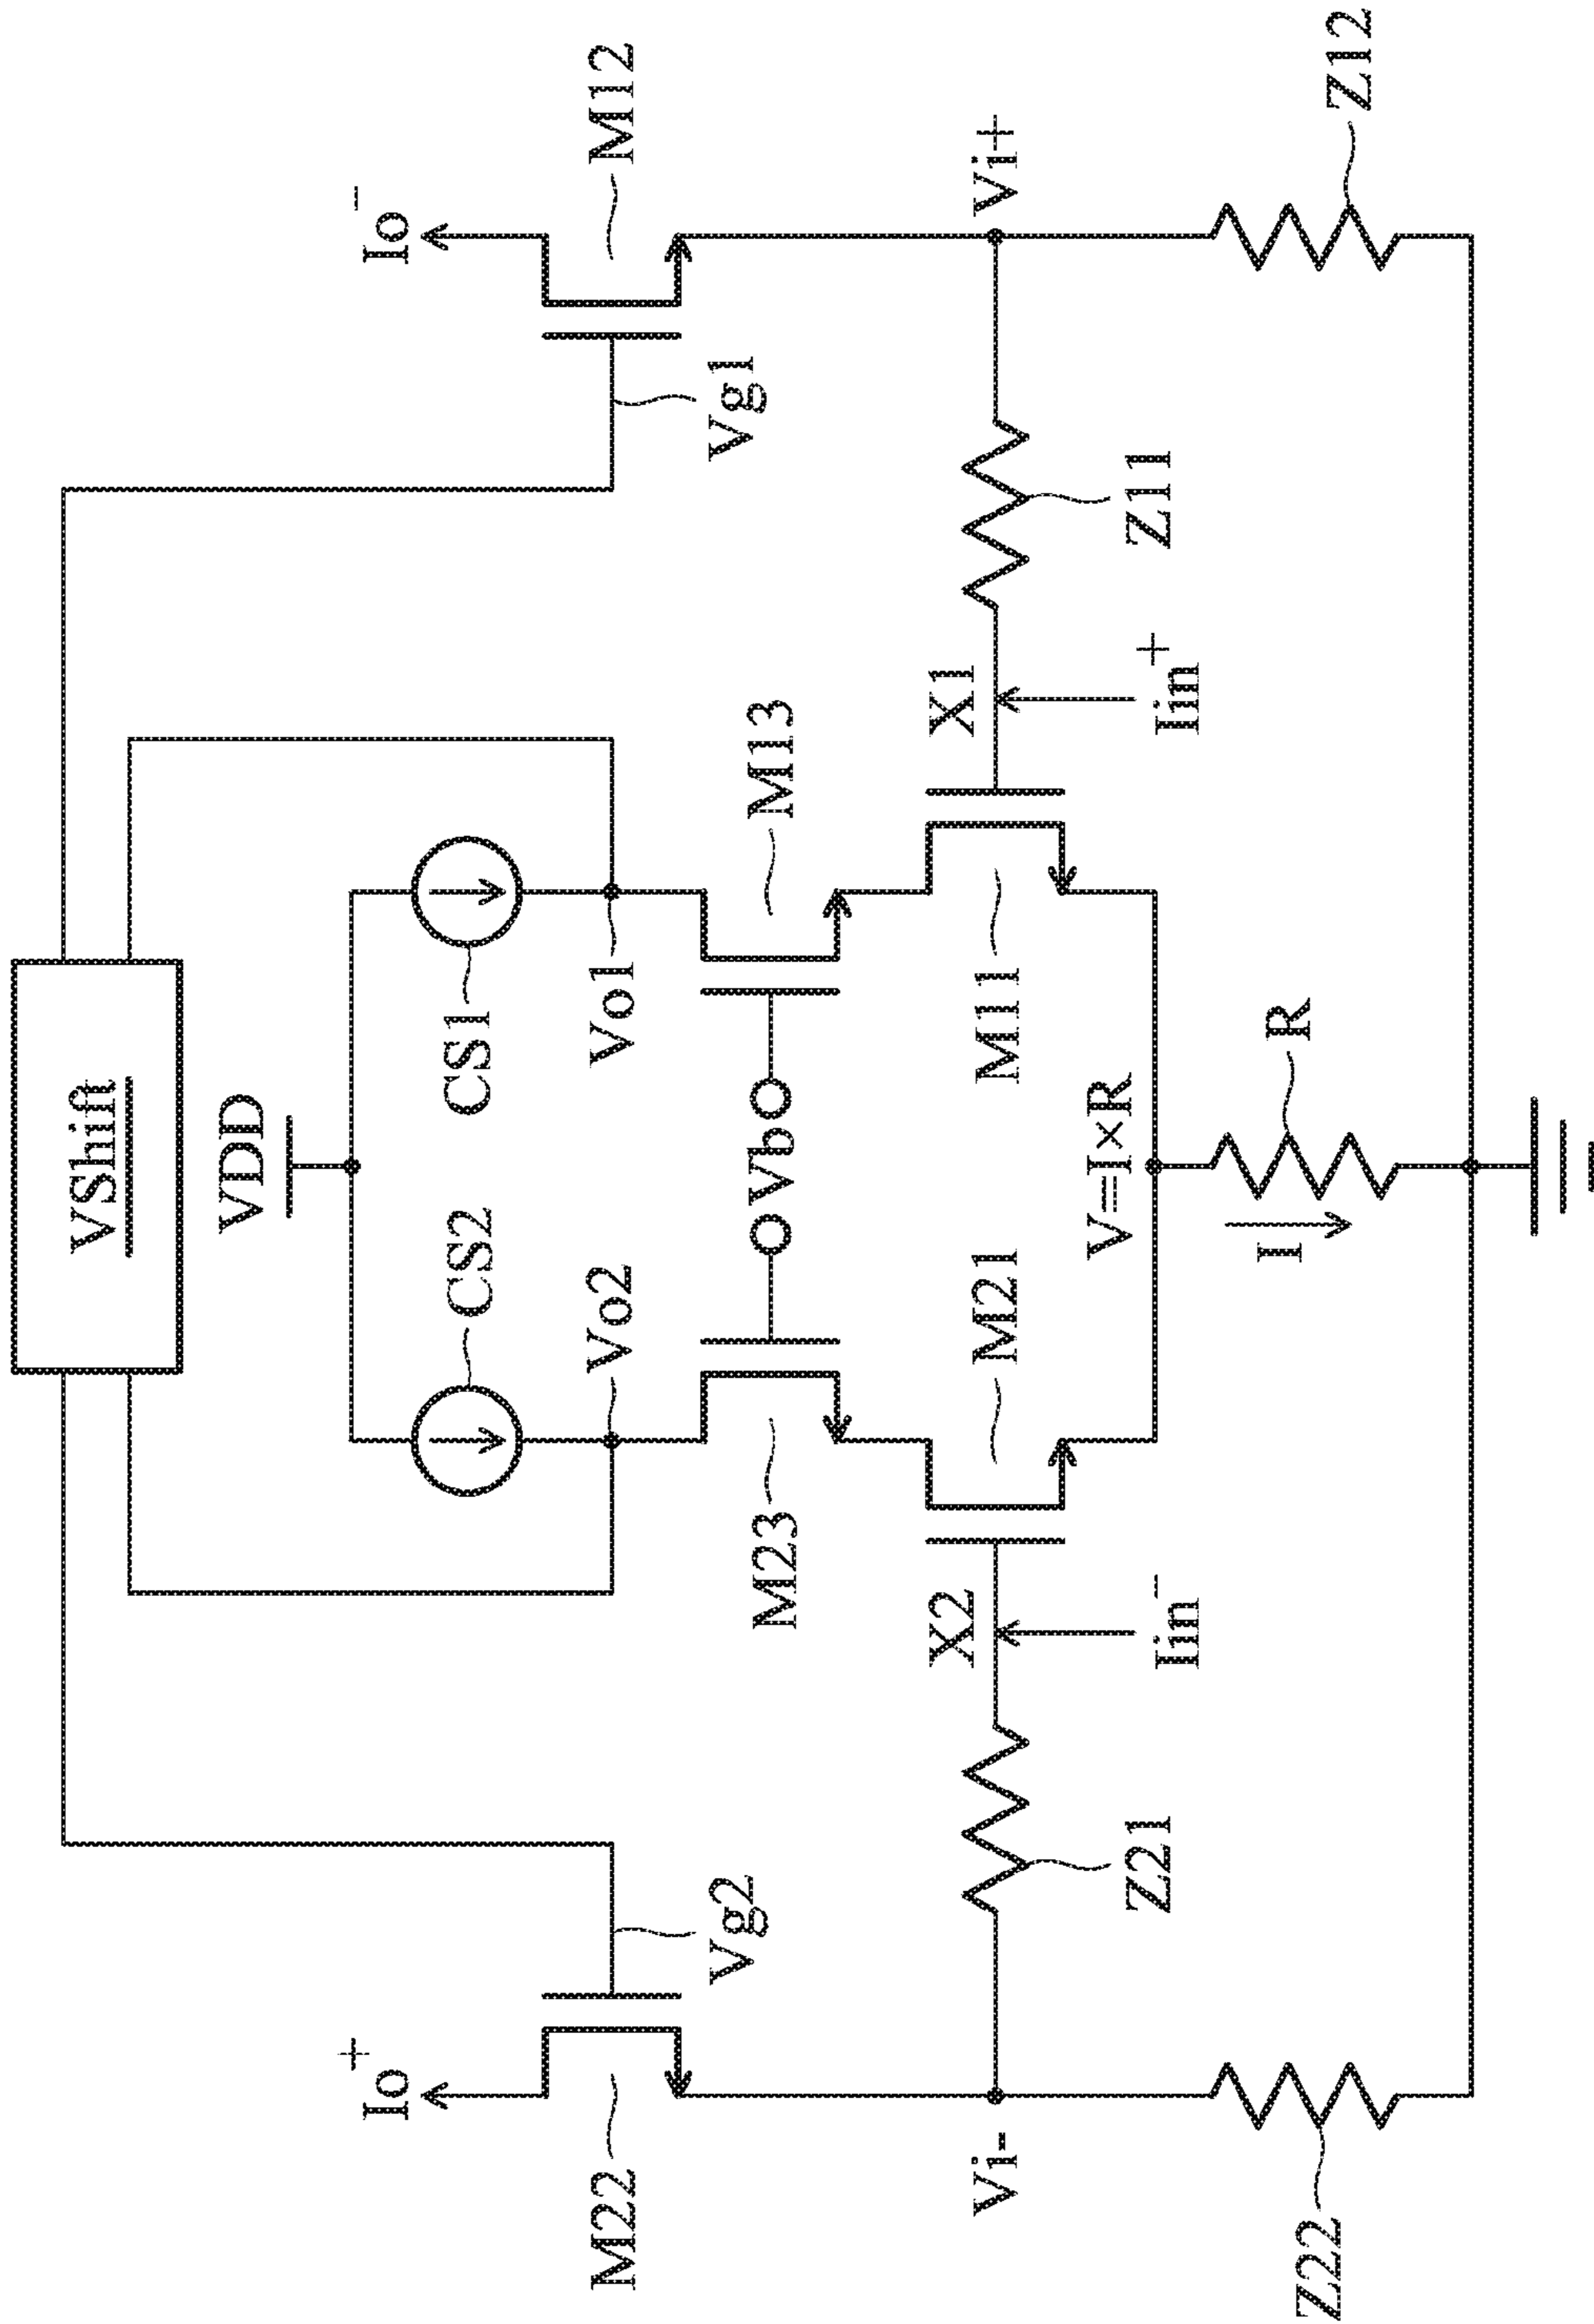 VShift
VDD
Io+
Io-
CS2
CS1
M22
Vo2
Vo1
M12
Vg2
M23
Vb
M13
Vg1
Vi-
X2
M21
M11
X1
Vi+
Z21
Iin-
V=I×R
Iin+
Z11
Z22
I
R
Z12